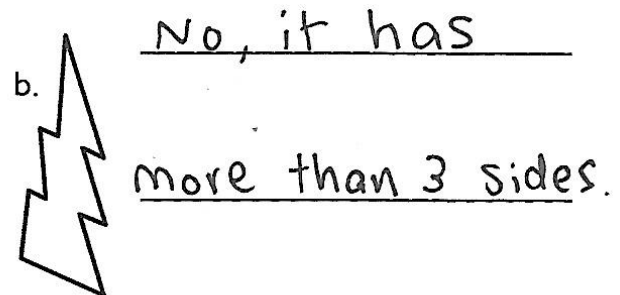 No, it has
b.
more than 3 sides.